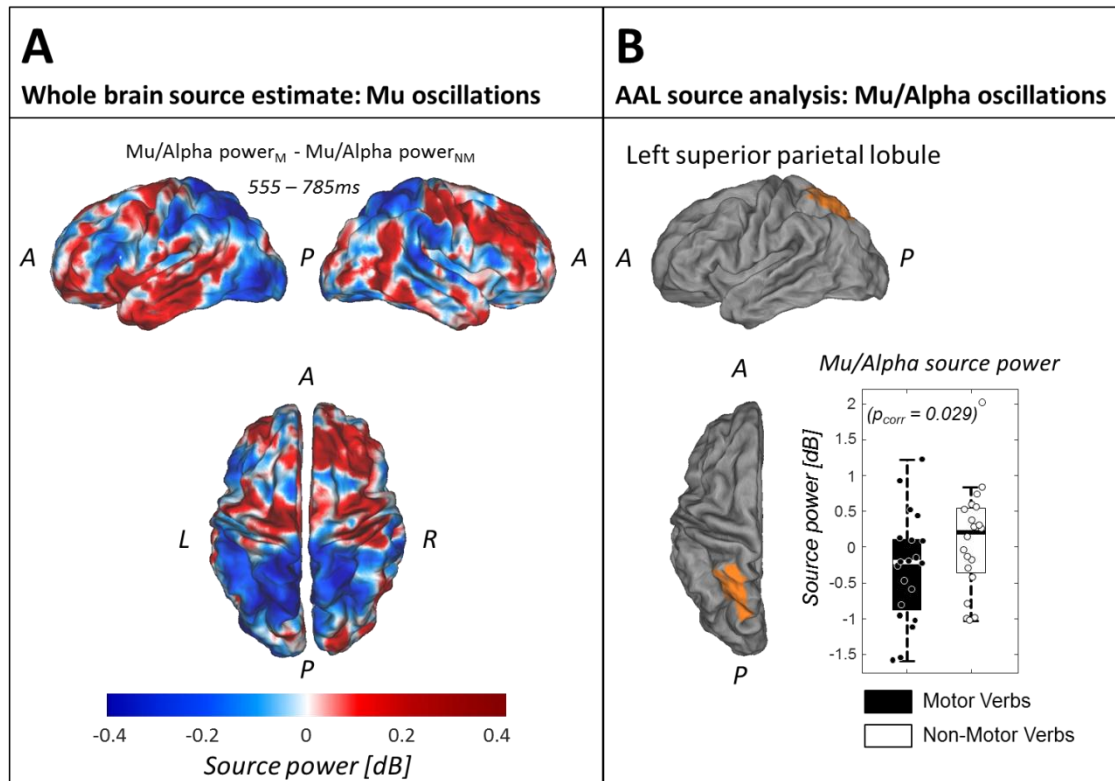 A
Whole brain source estimate: Mu oscillations
Mu/Alpha powerM - Mu/Alpha powerNM
555 – 785ms
A
P
A
A
L
R
P
-0.4
-0.2
0
0.2
0.4
Source power [dB]
B
AAL source analysis: Mu/Alpha oscillations
Left superior parietal lobule
A
P
A
P
Mu/Alpha source power
(pcorr = 0.029)
Source power [dB]
2
1.5
1
0.5
0
-0.5
-1
-1.5
Motor Verbs
Non-Motor Verbs